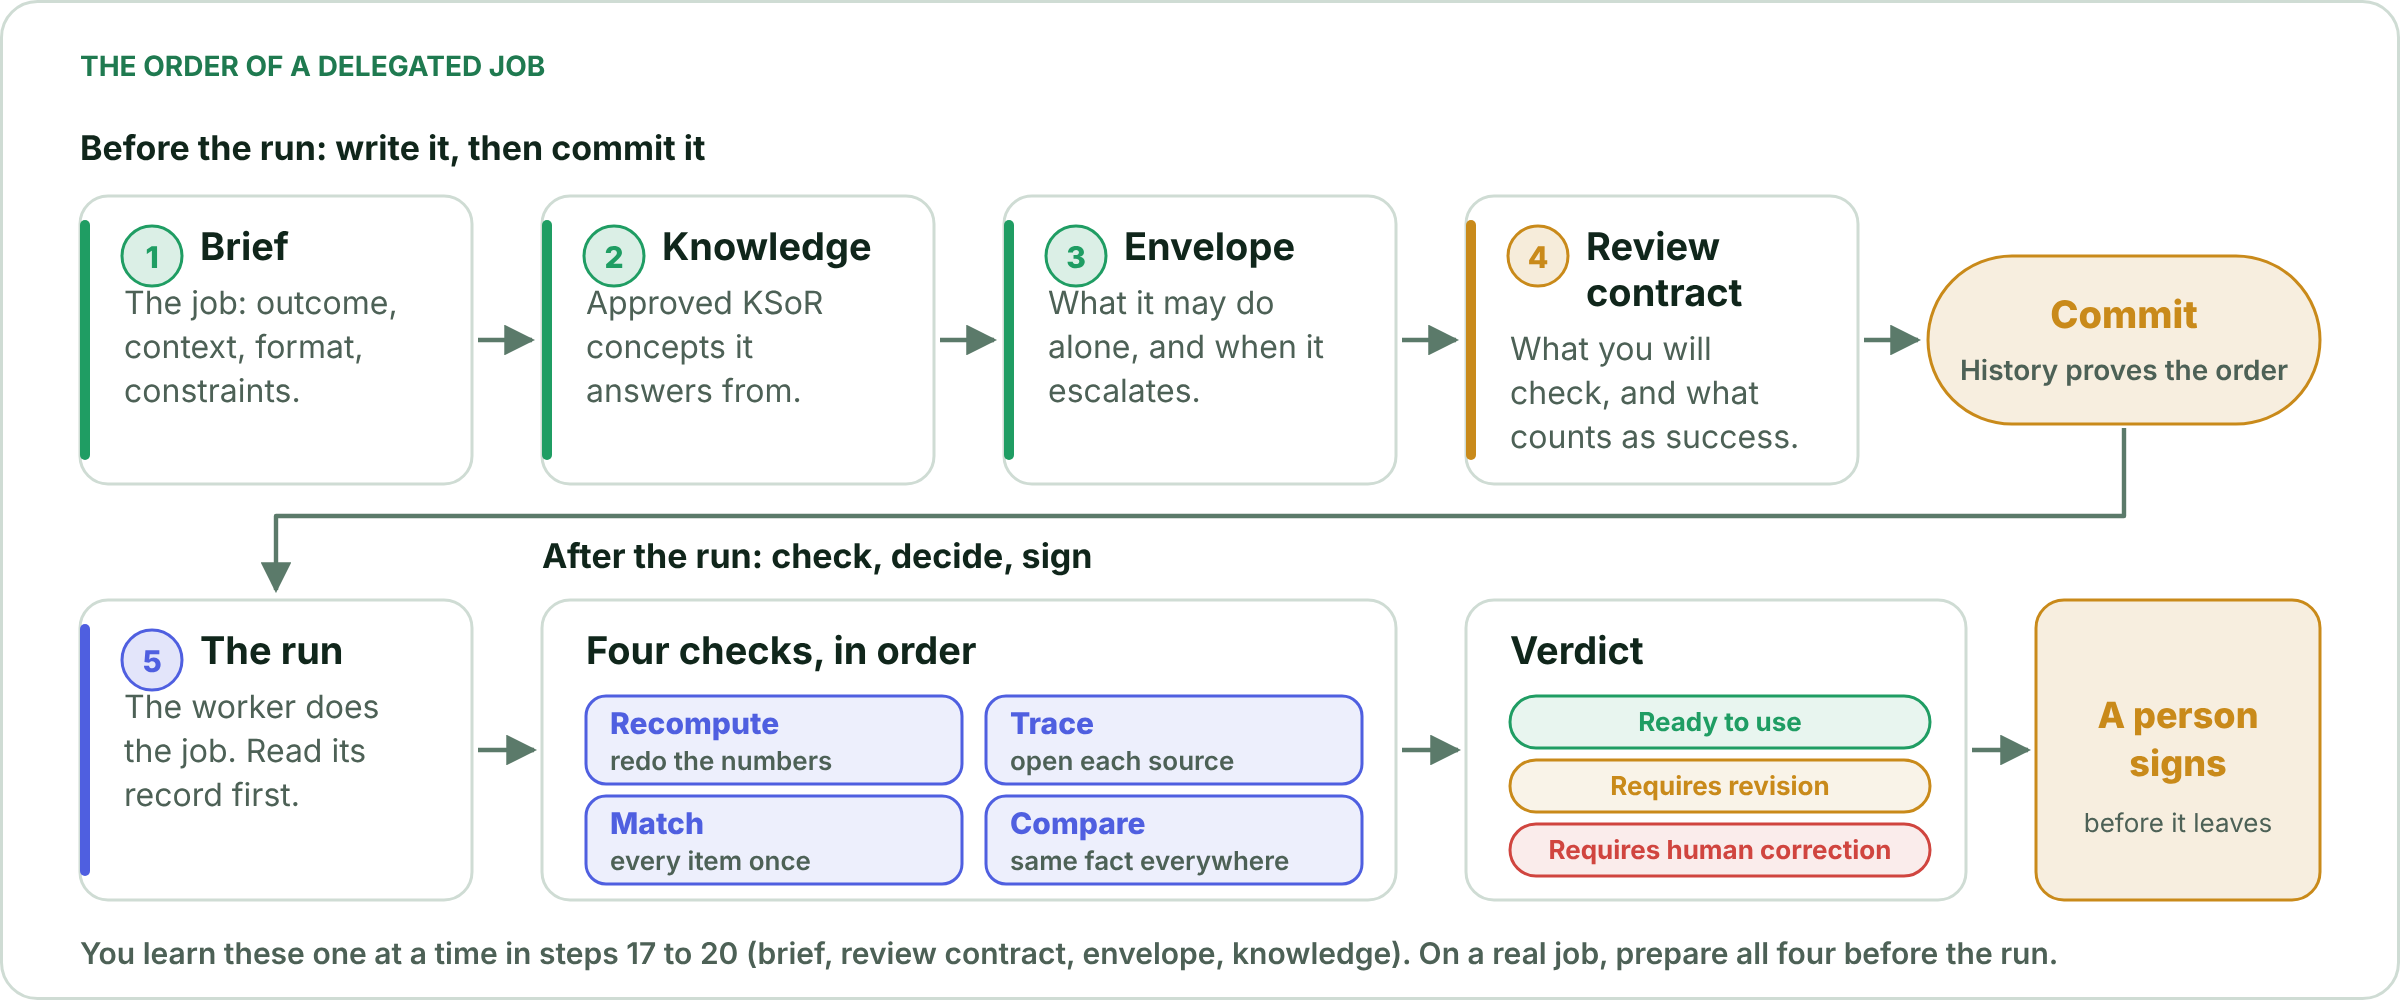 THE ORDER OF A DELEGATED JOB
Before the run: write it, then commit it
1 Brief
The job: outcome,
context, format,
constraints.
2 Knowledge
Approved KSoR
concepts it
answers from.
3 Envelope
What it may do
alone, and when it
escalates.
4 Review
contract
What you will
check, and what
counts as success.
Commit
History proves the order
After the run: check, decide, sign
5 The run
The worker does
the job. Read its
record first.
Four checks, in order
Recompute
redo the numbers
Trace
open each source
Match
every item once
Compare
same fact everywhere
Verdict
Ready to use
Requires revision
Requires human correction
A person
signs
before it leaves
You learn these one at a time in steps 17 to 20 (brief, review contract, envelope, knowledge). On a real job, prepare all four before the run.